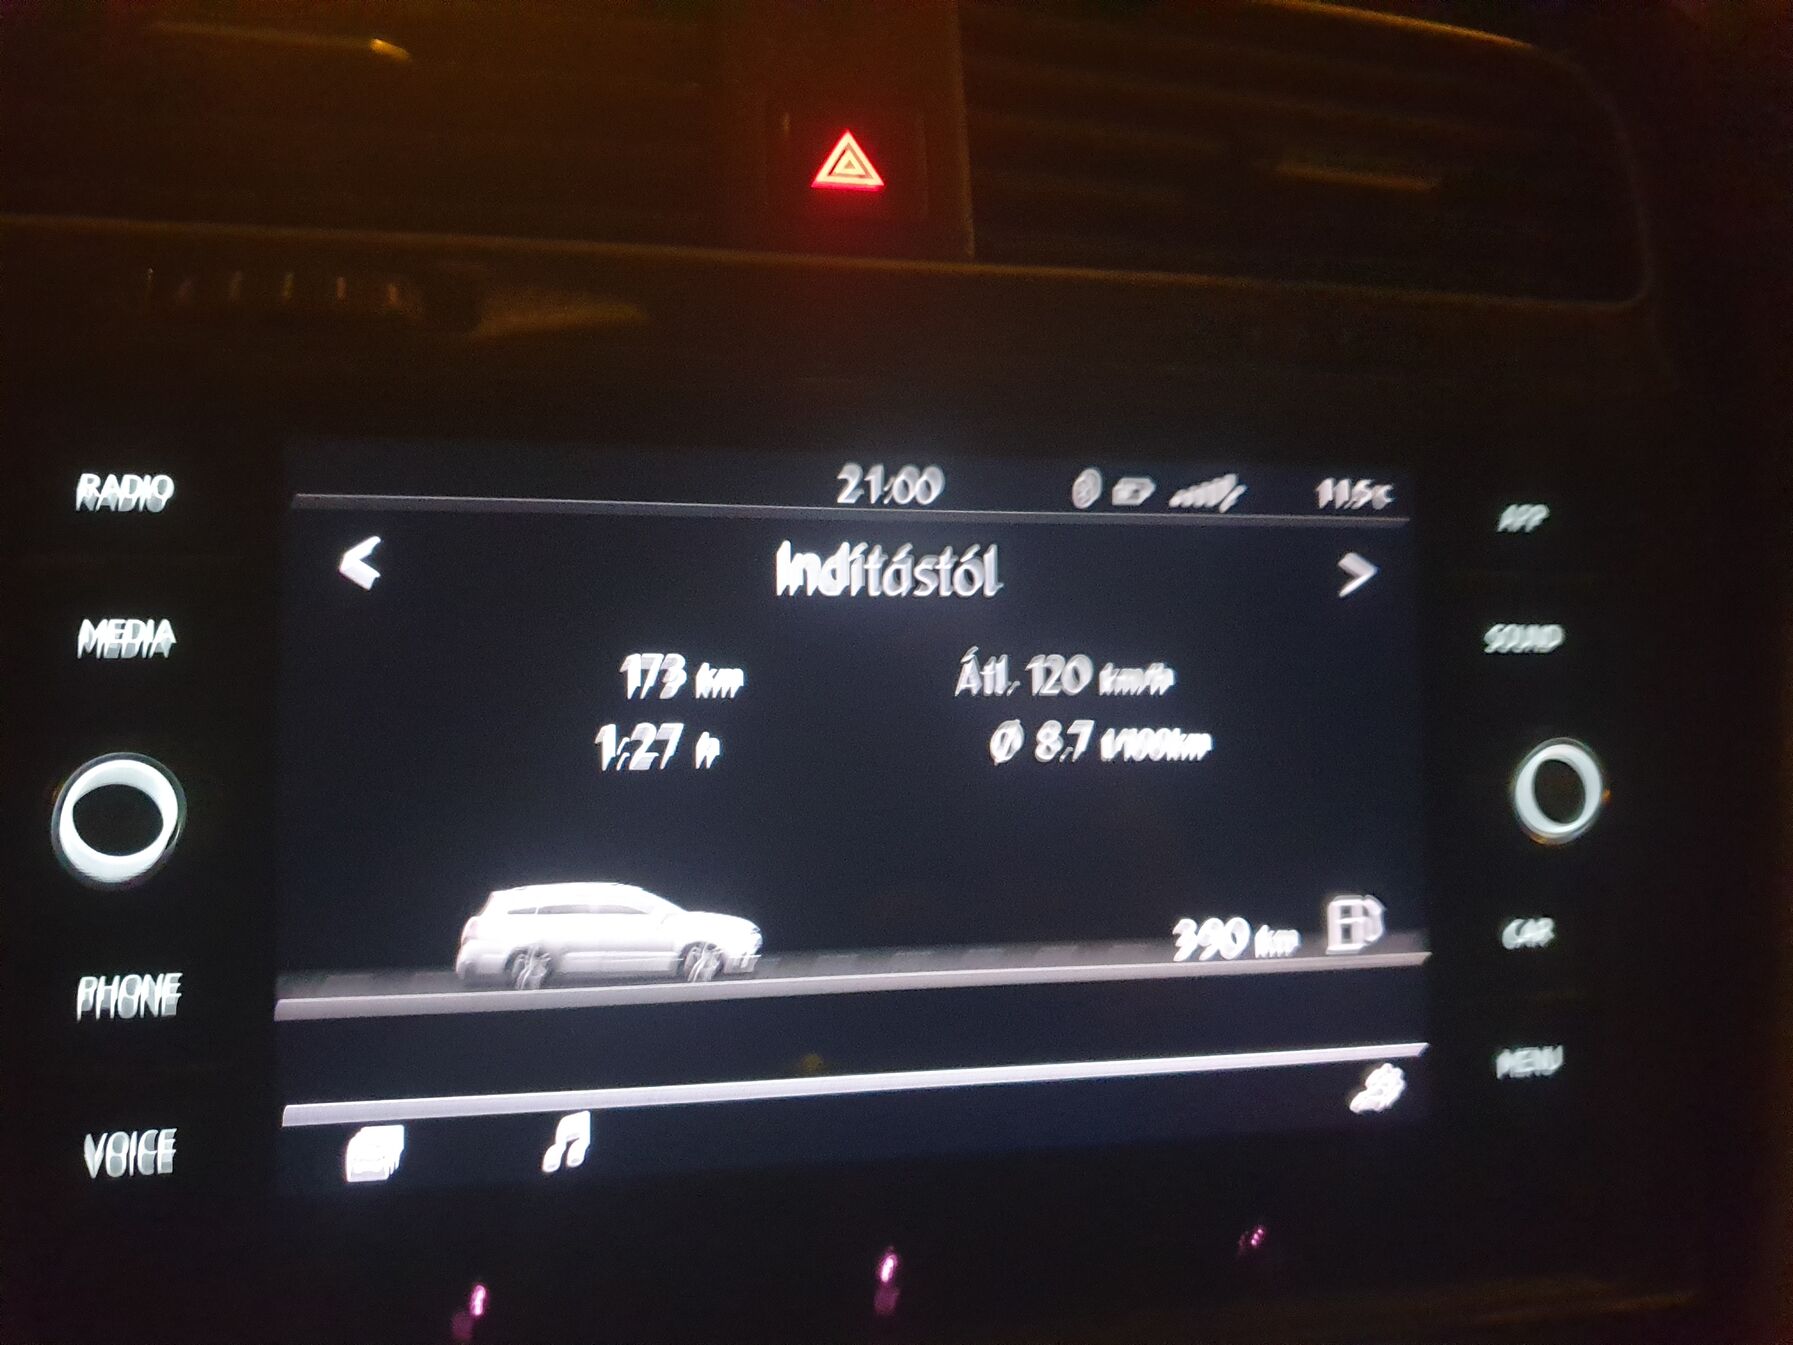 21:00 11.5°C
Indítástól
173 km Átl. 120 km/h
1:27 h Ø 8.7 l/100km
390 km
RADIO
MEDIA
PHONE
VOICE
APP
SOUND
CAR
MENU